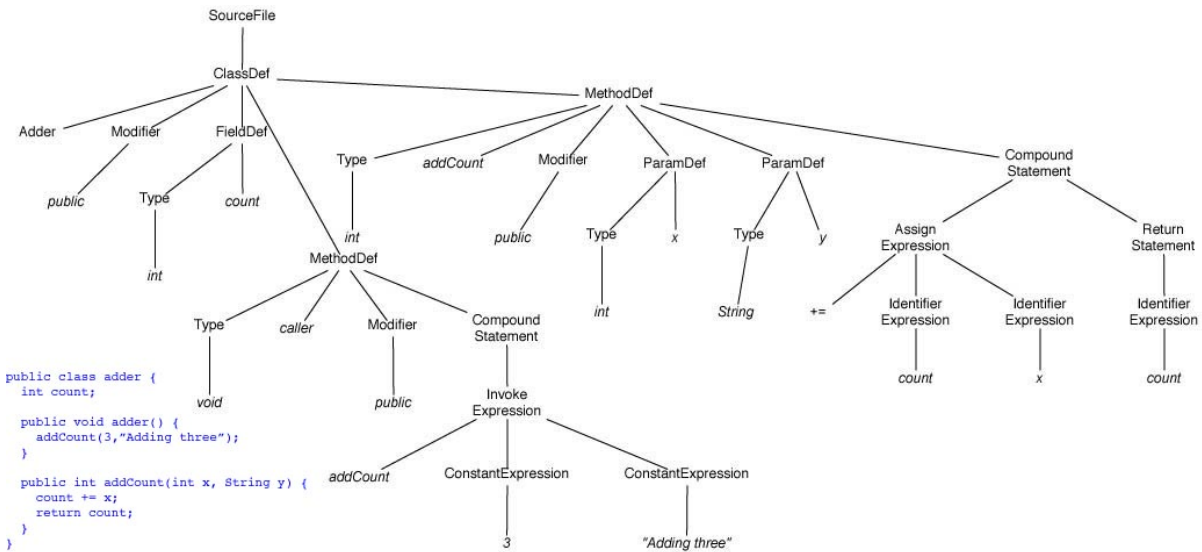 SourceFile
ClassDef
MethodDef
Adder Modifier FieldDef
Type addCount Modifier ParamDef ParamDef Compound
Statement
public Type count
int public Type x Type y Assign
Expression Return
Statement
int MethodDef
Type caller Modifier Compound
Statement int String += Identifier
Expression Identifier
Expression Identifier
Expression
void public Invoke
Expression count x count
addCount ConstantExpression ConstantExpression
3 "Adding three"
public class adder {
int count;
public void adder() {
addCount(3,"Adding three");
}
public int addCount(int x, String y) {
count += x;
return count;
}
}